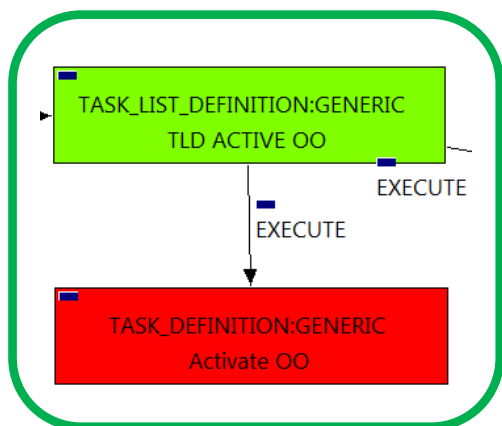 TASK_LIST_DEFINITION:GENERIC
TLD ACTIVE OO
EXECUTE
EXECUTE
TASK_DEFINITION:GENERIC
Activate OO